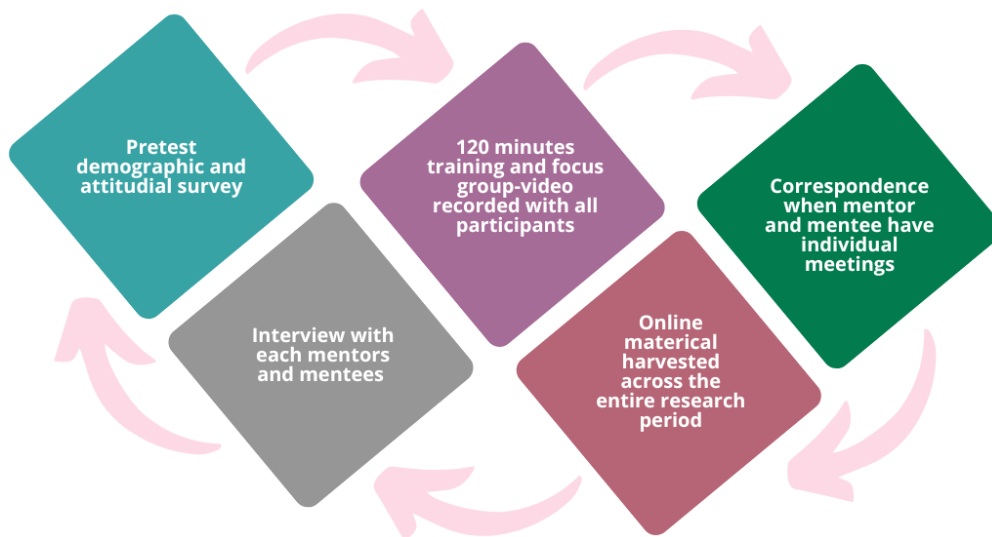 Pretest
demographic and
attitudial survey
120 minutes
training and focus
group-video
recorded with all
participants
Correspondence
when mentor
and mentee have
individual
meetings
Online
materical
harvested
across the
entire research
period
Interview with
each mentors
and mentees